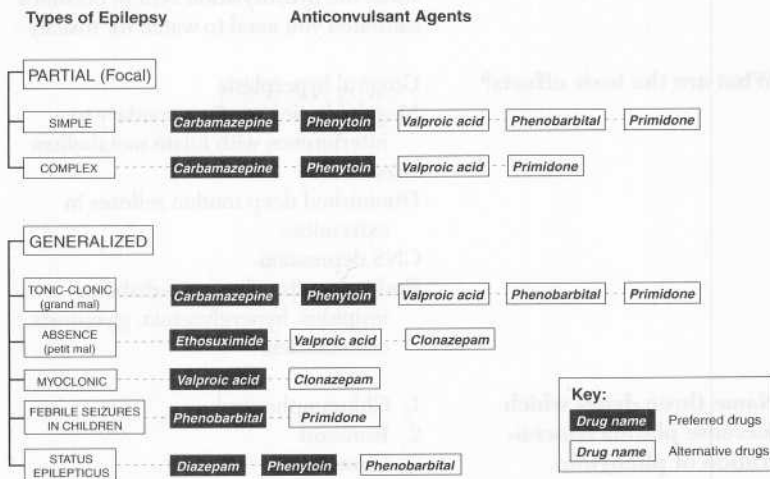 Types of Epilepsy Anticonvulsant Agents
PARTIAL (Focal)
SIMPLE Carbamazepine Phenytoin Valproic acid Phenobarbital Primidone
COMPLEX Carbamazepine Phenytoin Valproic acid Primidone
GENERALIZED
TONIC-CLONIC
(grand mal) Carbamazepine Phenytoin Valproic acid Phenobarbital Primidone
ABSENCE
(petit mal) Ethosuximide Valproic acid Clonazepam
MYOCLONIC Valproic acid Clonazepam
FEBRILE SEIZURES
IN CHILDREN Phenobarbital Primidone
STATUS
EPILEPTICUS Diazepam Phenytoin Phenobarbital
Key:
Drug name Preferred drugs
Drug name Alternative drugs